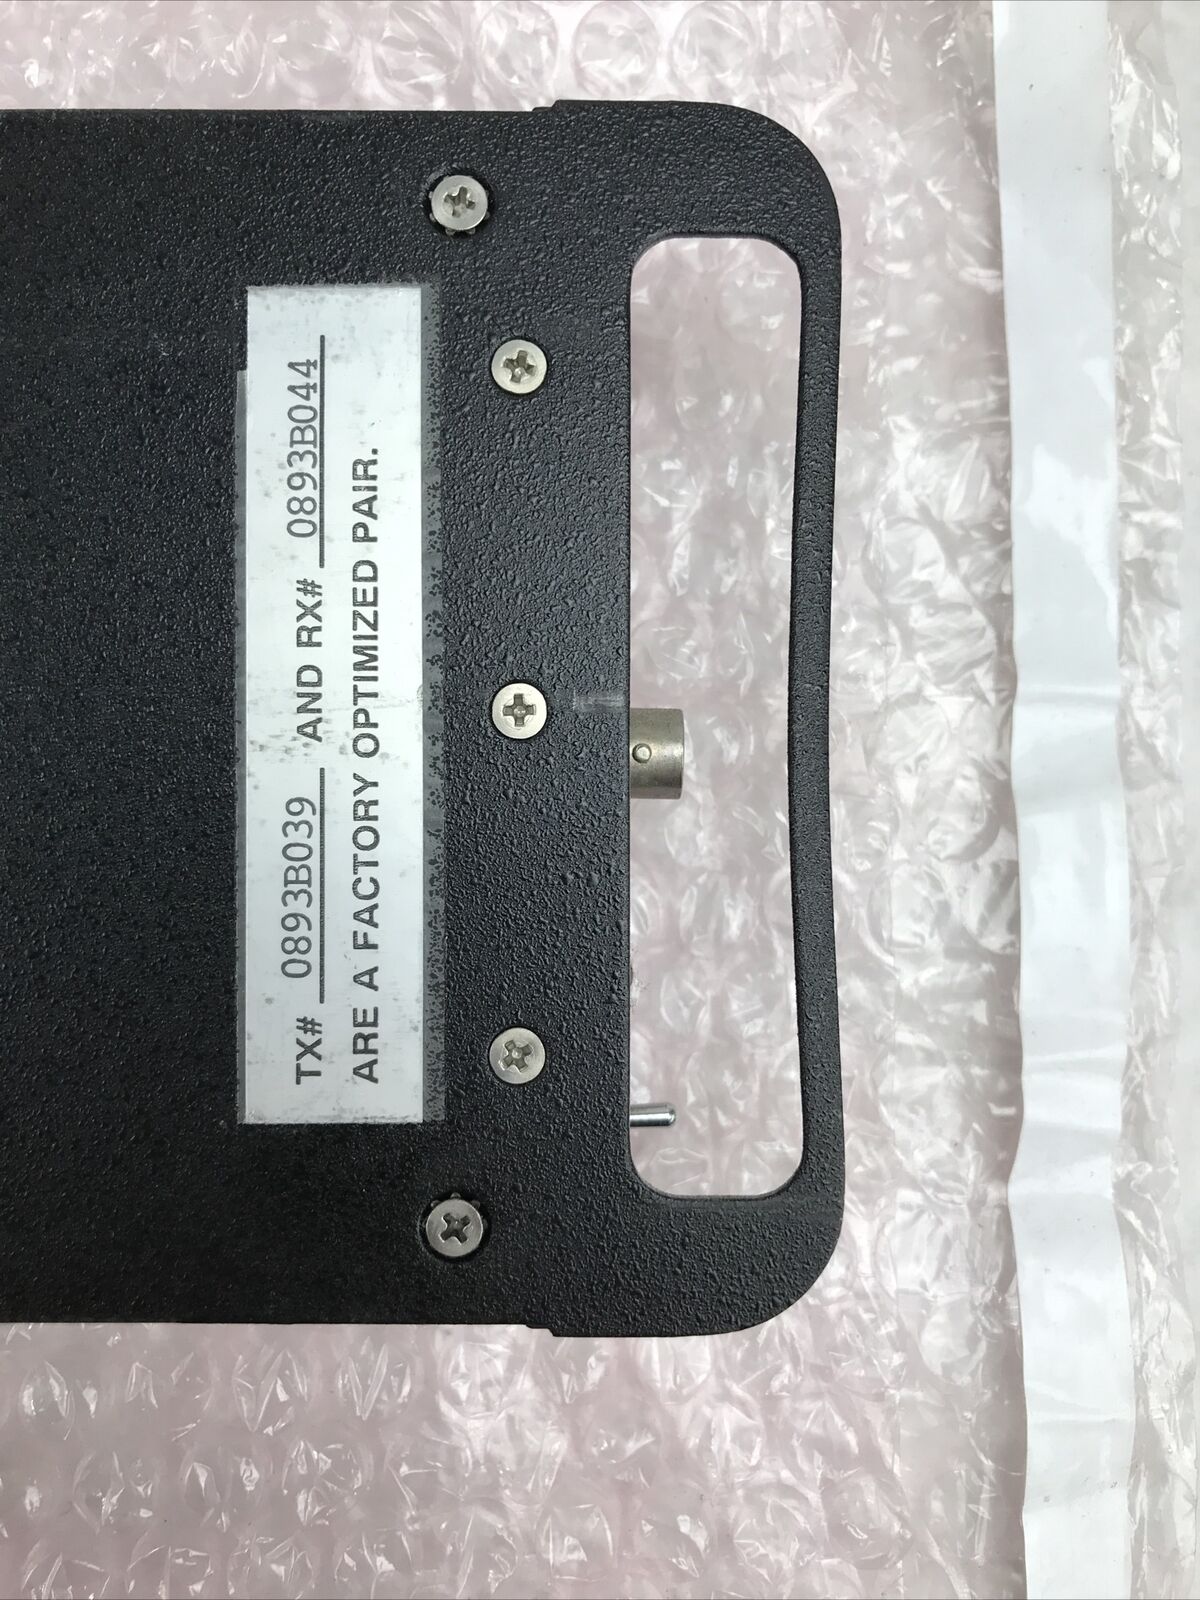 TX# 0893B039 AND RX# 0893B044
ARE A FACTORY OPTIMIZED PAIR.